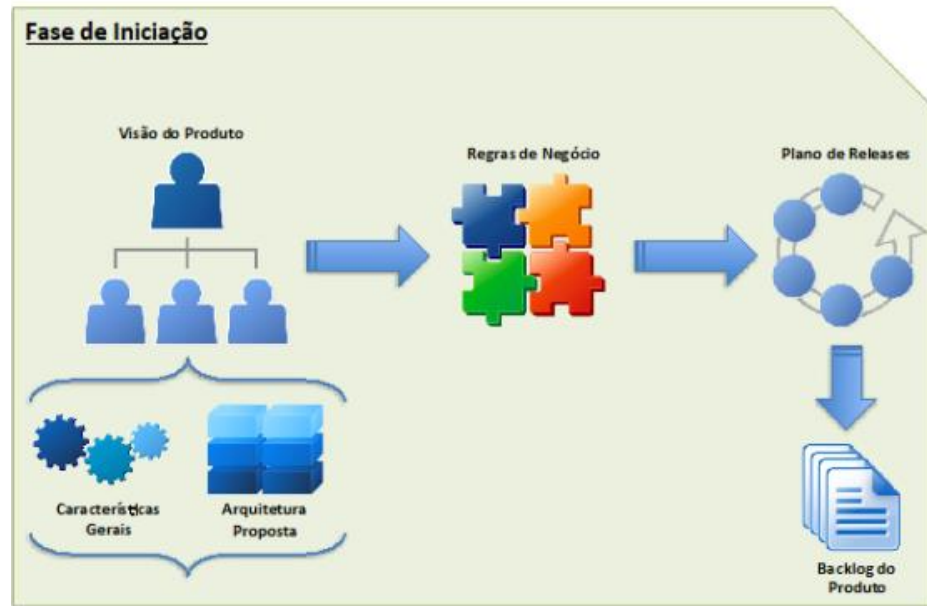 Fase de Iniciação
Visão do Produto
Regras de Negócio
Plano de Releases
Características
Gerais
Arquitetura
Proposta
Backlog do
Produto